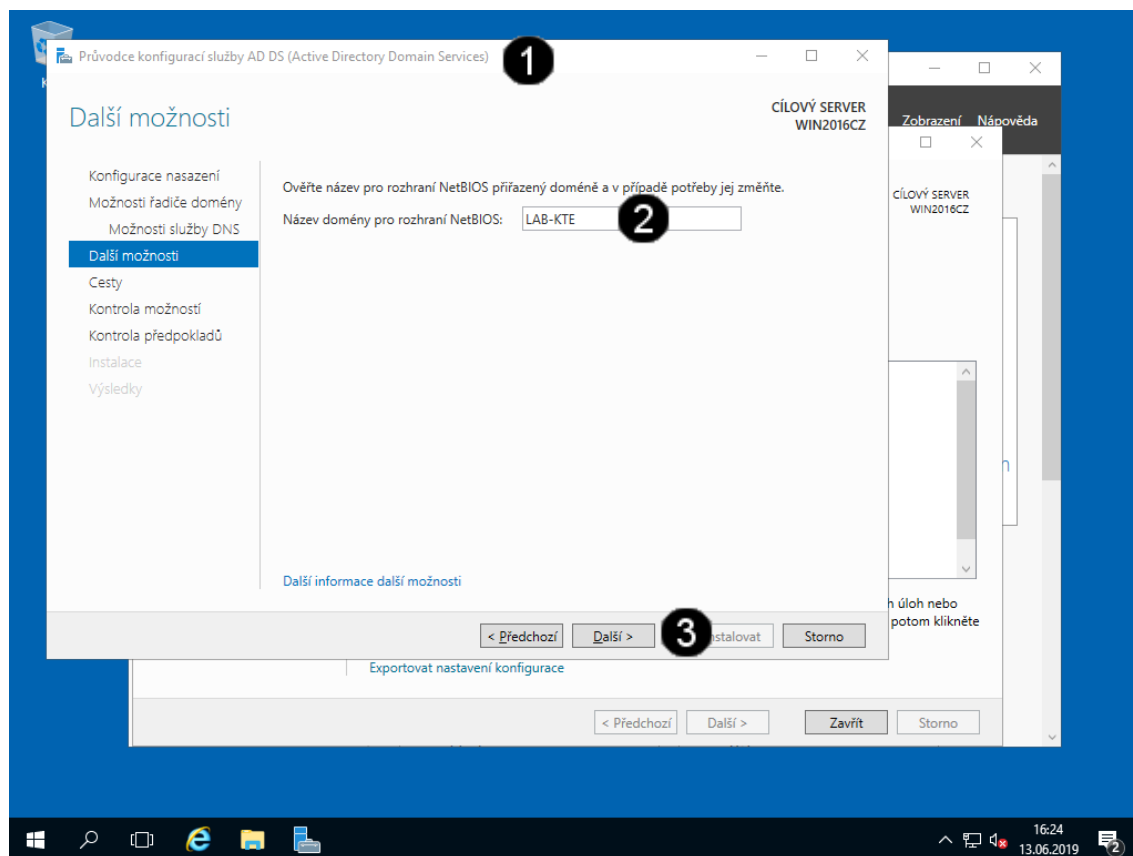 Průvodce konfigurací služby AD DS (Active Directory Domain Services)
1
Další možnosti
CÍLOVÝ SERVER
WIN2016CZ
Zobrazení Nápověda
Konfigurace nasazení
Možnosti řadiče domény
Možnosti služby DNS
Další možnosti
Cesty
Kontrola možností
Kontrola předpokladů
Instalace
Výsledky
Ověřte název pro rozhraní NetBIOS přiřazený doméně a v případě potřeby jej změňte.
Název domény pro rozhraní NetBIOS: LAB-KTE
2
CÍLOVÝ SERVER
WIN2016CZ
Další informace další možnosti
h úloh nebo
potom klikněte
< Předchozí Další > 3 nstalovat Storno
Exportovat nastavení konfigurace
< Předchozí Další > Zavřít Storno
16:24
13.06.2019
2